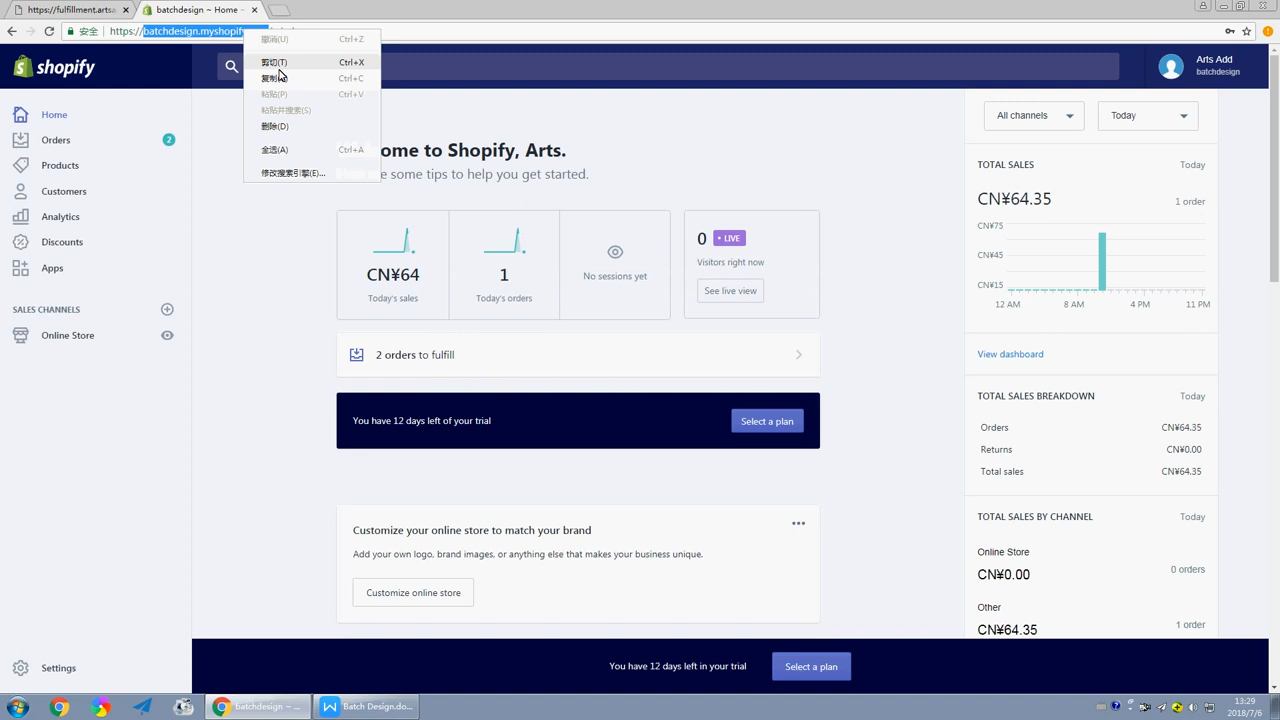 https://fulfillment.artsa
batchdesign ~ Home ~
安全
https://batchdesign.myshopify
撤消(U) Ctrl+Z
剪切(T) Ctrl+X
复制 Ctrl+C
粘贴(P) Ctrl+V
粘贴并搜索(S)
删除(D)
全选(A) Ctrl+A
修改搜索引擎(E)...
shopify
Arts Add
batchdesign
Home
Orders 2
Products
Customers
Analytics
Discounts
Apps
SALES CHANNELS
Online Store
Settings
ome to Shopify, Arts.
e some tips to help you get started.
All channels
Today
CN¥64
Today's sales
1
Today's orders
No sessions yet
0 • LIVE
Visitors right now
See live view
2 orders to fulfill
You have 12 days left of your trial
Select a plan
Customize your online store to match your brand
Add your own logo, brand images, or anything else that makes your business unique.
Customize online store
TOTAL SALES Today
CN¥64.35 1 order
CN¥75
CN¥45
CN¥15
12 AM 8 AM 4 PM 11 PM
View dashboard
TOTAL SALES BREAKDOWN Today
Orders CN¥64.35
Returns CN¥0.00
Total sales CN¥64.35
TOTAL SALES BY CHANNEL Today
Online Store
CN¥0.00 0 orders
Other
CN¥64.35 1 order
You have 12 days left in your trial
Select a plan
batchdesign ~ ...
Batch Design.do...
13:29
2018/7/6